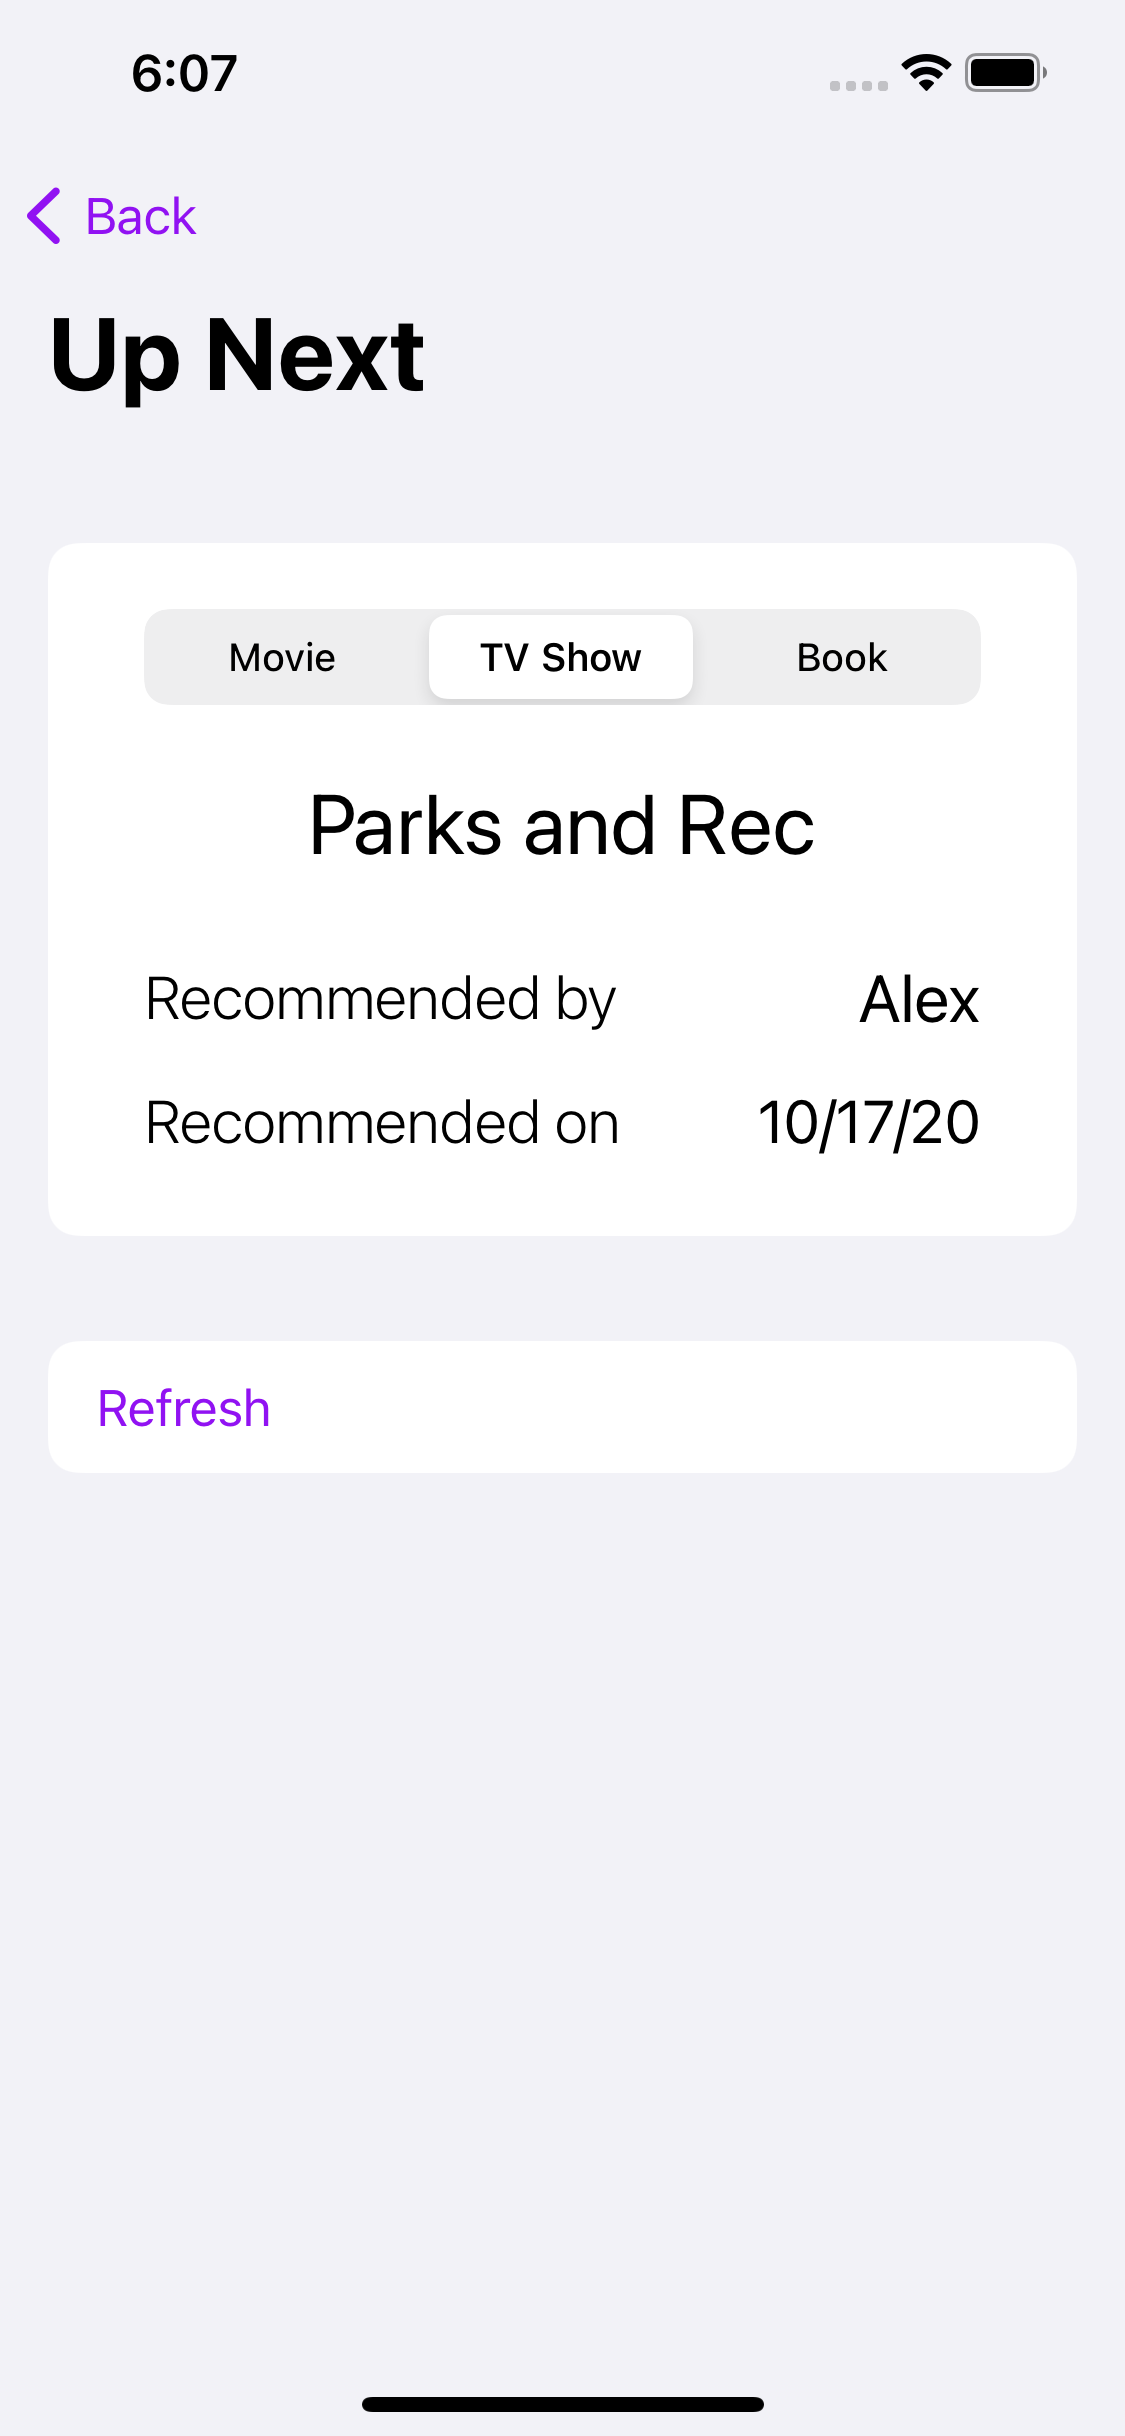 6:07
Back
Up Next
Movie TV Show Book
Parks and Rec
Recommended by Alex
Recommended on 10/17/20
Refresh